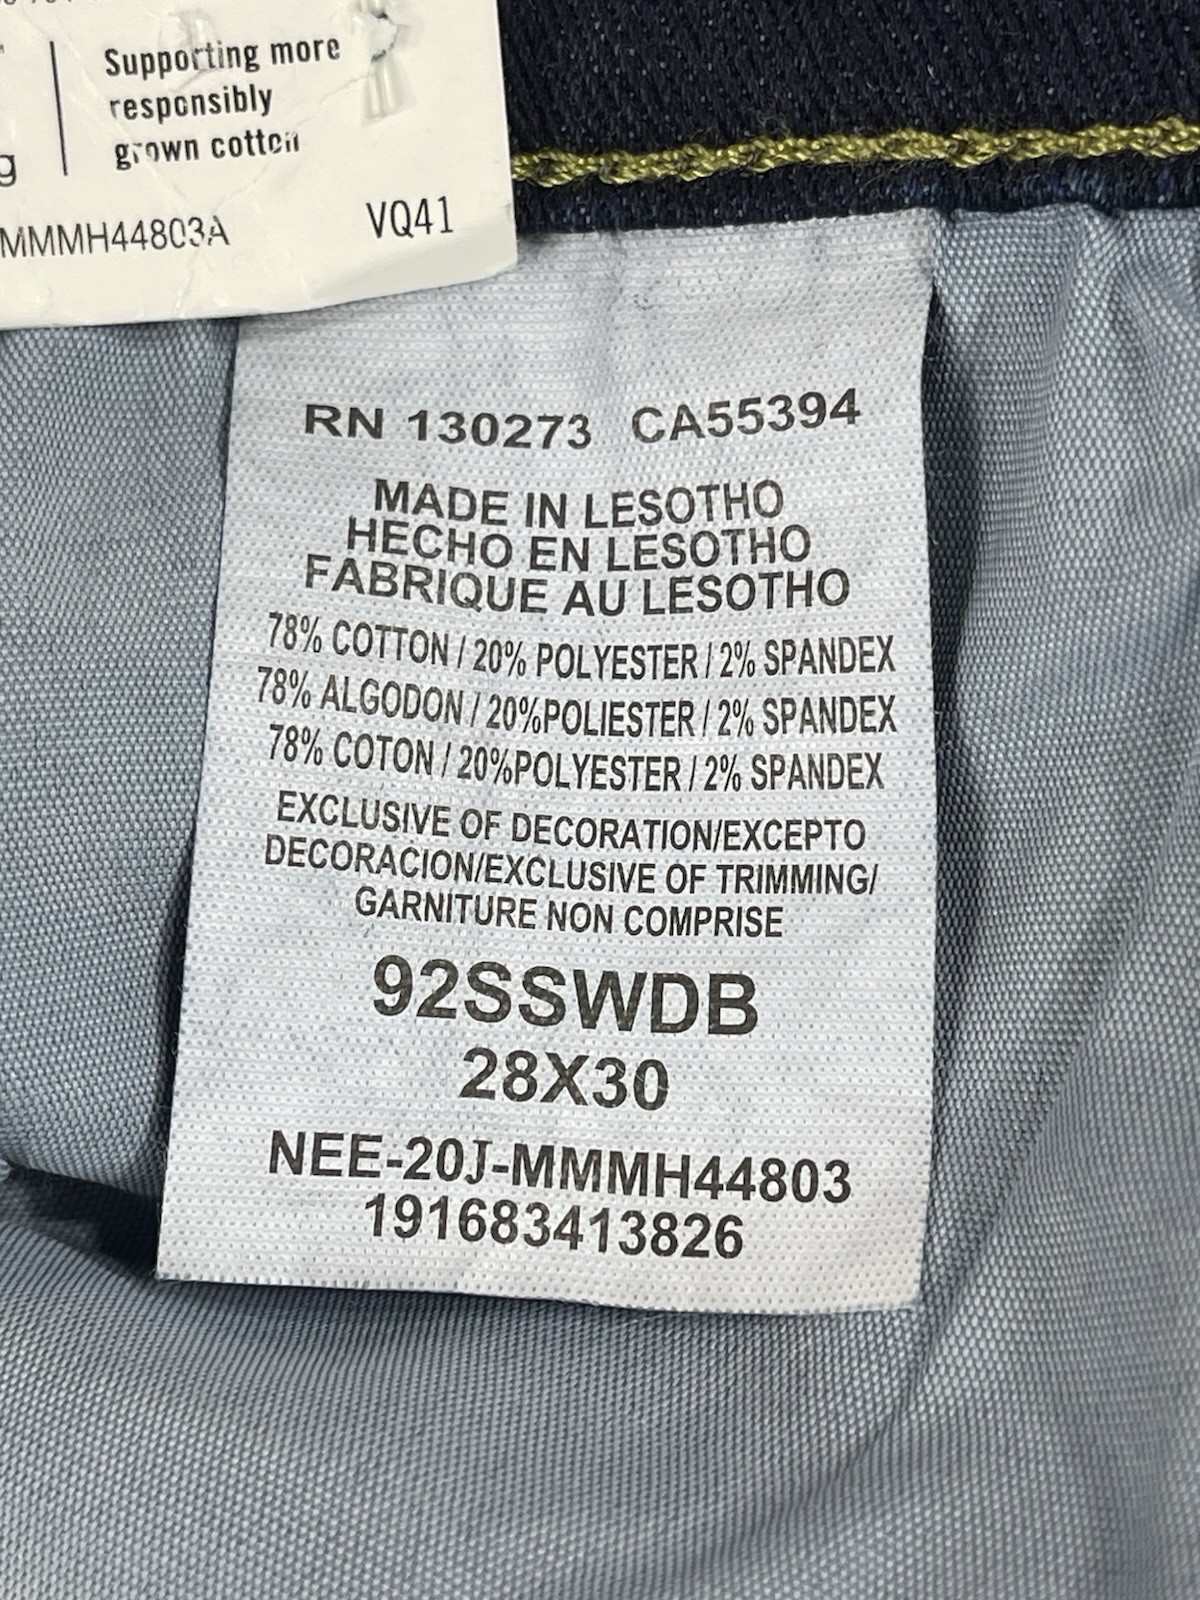 Supporting more
responsibly
grown cotton
g
MMMH44803A VQ41
RN 130273 CA55394
MADE IN LESOTHO
HECHO EN LESOTHO
FABRIQUE AU LESOTHO
78% COTTON / 20% POLYESTER / 2% SPANDEX
78% ALGODON / 20%POLIESTER / 2% SPANDEX
78% COTON / 20%POLYESTER / 2% SPANDEX
EXCLUSIVE OF DECORATION/EXCEPTO
DECORACION/EXCLUSIVE OF TRIMMING/
GARNITURE NON COMPRISE
92SSWDB
28X30
NEE-20J-MMMH44803
191683413826